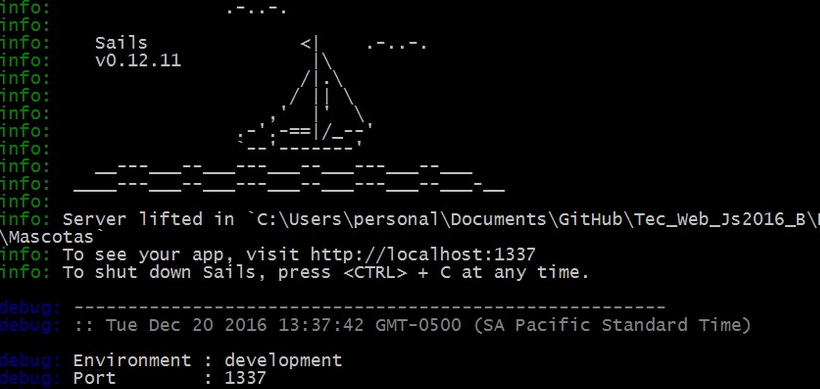 info:                .-..-.
info:
info:    Sails              <|    .-..-.
info:    v0.12.11            |\
info:                       /|.\
info:                      / || \
info:                    ,'  |'  \
info:                 .-'.-==|/_--'
info:                 `--'-------'
info:    __---___--___---___--___---___--___
info:  ____---___--___---___--___---___--___-__
info:
info: Server lifted in `C:\Users\personal\Documents\GitHub\Tec_Web_Js2016_B\
\Mascotas`
info: To see your app, visit http://localhost:1337
info: To shut down Sails, press <CTRL> + C at any time.
debug: -------------------------------------------------------
debug: :: Tue Dec 20 2016 13:37:42 GMT-0500 (SA Pacific Standard Time)
Environment : development
Port        : 1337